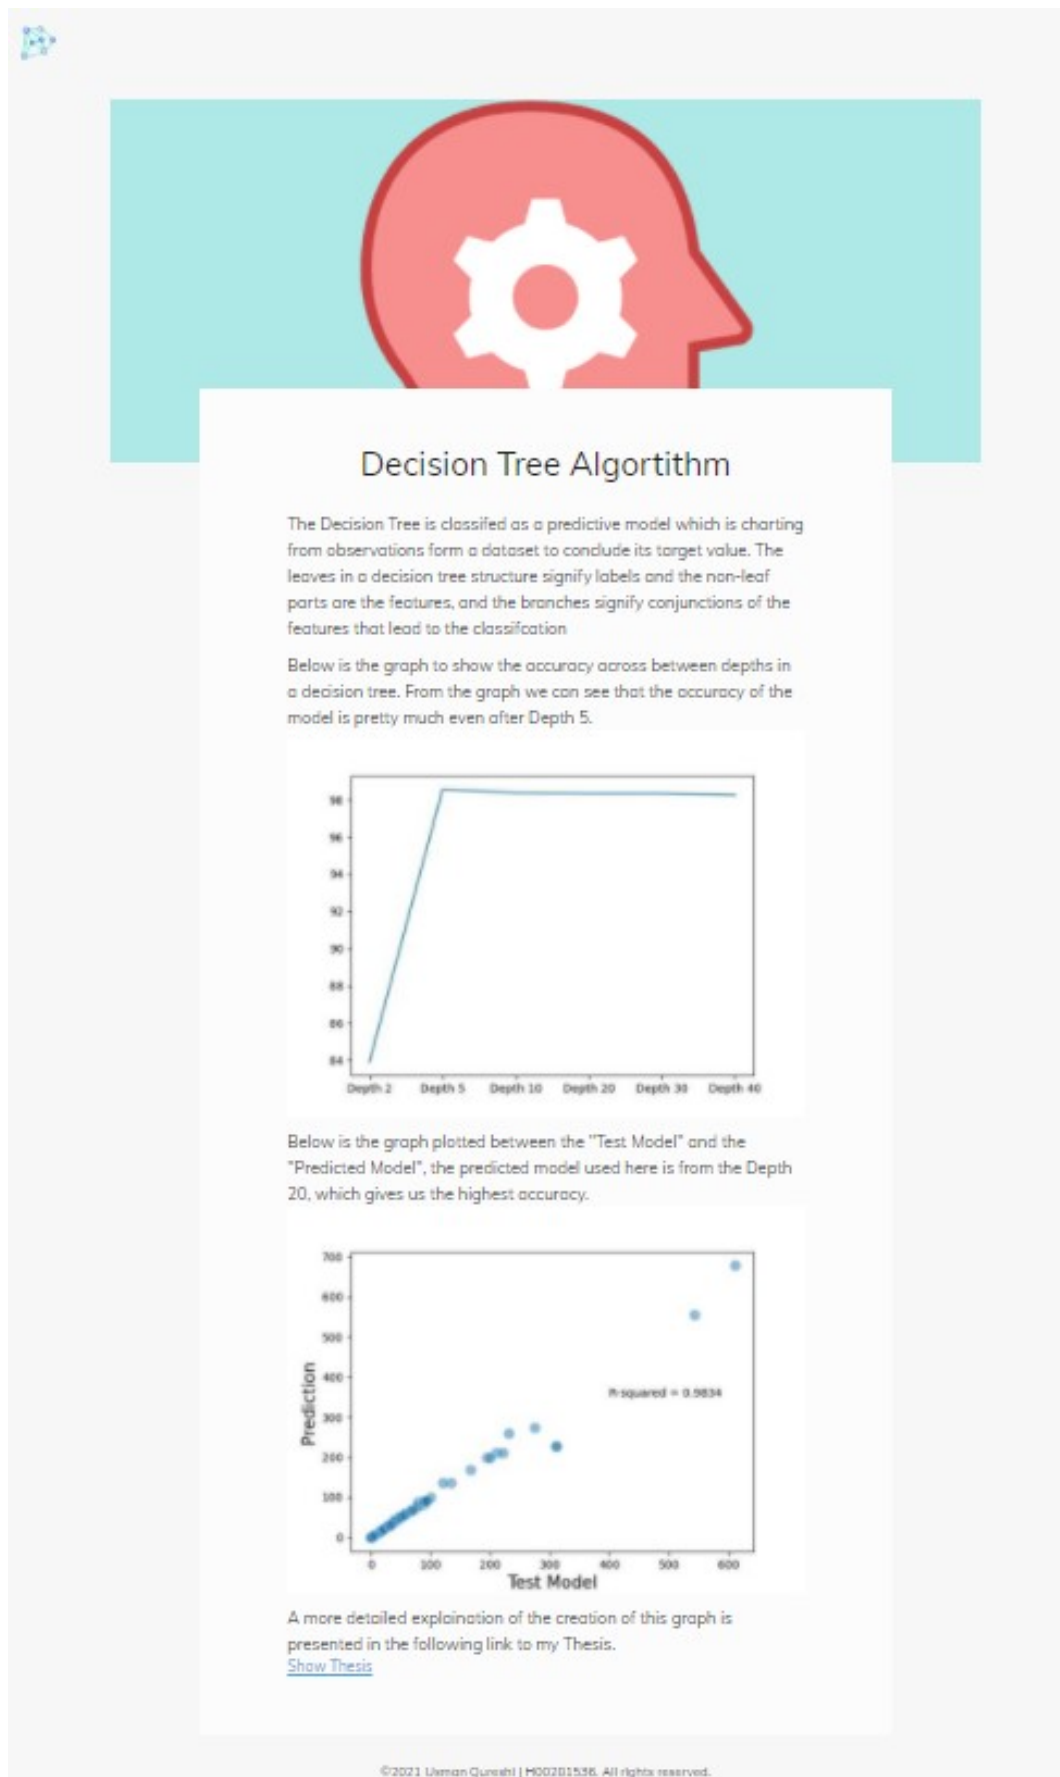 Decision Tree Algortithm
The Decision Tree is classifed as a predictive model which is charting
from observations form a dataset to conclude its target value. The
leaves in a decision tree structure signify labels and the non-leaf
parts are the features, and the branches signify conjunctions of the
features that lead to the classifcation
Below is the graph to show the accuracy across between depths in
a decision tree. From the graph we can see that the accuracy of the
model is pretty much even after Depth 5.
98
96
94
92
90
88
86
84
Depth 2 Depth 5 Depth 10 Depth 20 Depth 30 Depth 40
Below is the graph plotted between the "Test Model" and the
"Predicted Model", the predicted model used here is from the Depth
20, which gives us the highest accuracy.
700
600
500
400
R-squared = 0.9834
Prediction
300
200
100
0
0 100 200 300 400 500 600
Test Model
A more detailed explaination of the creation of this graph is
presented in the following link to my Thesis.
Show Thesis
©2021 Usman Qureshi | H00201536. All rights reserved.